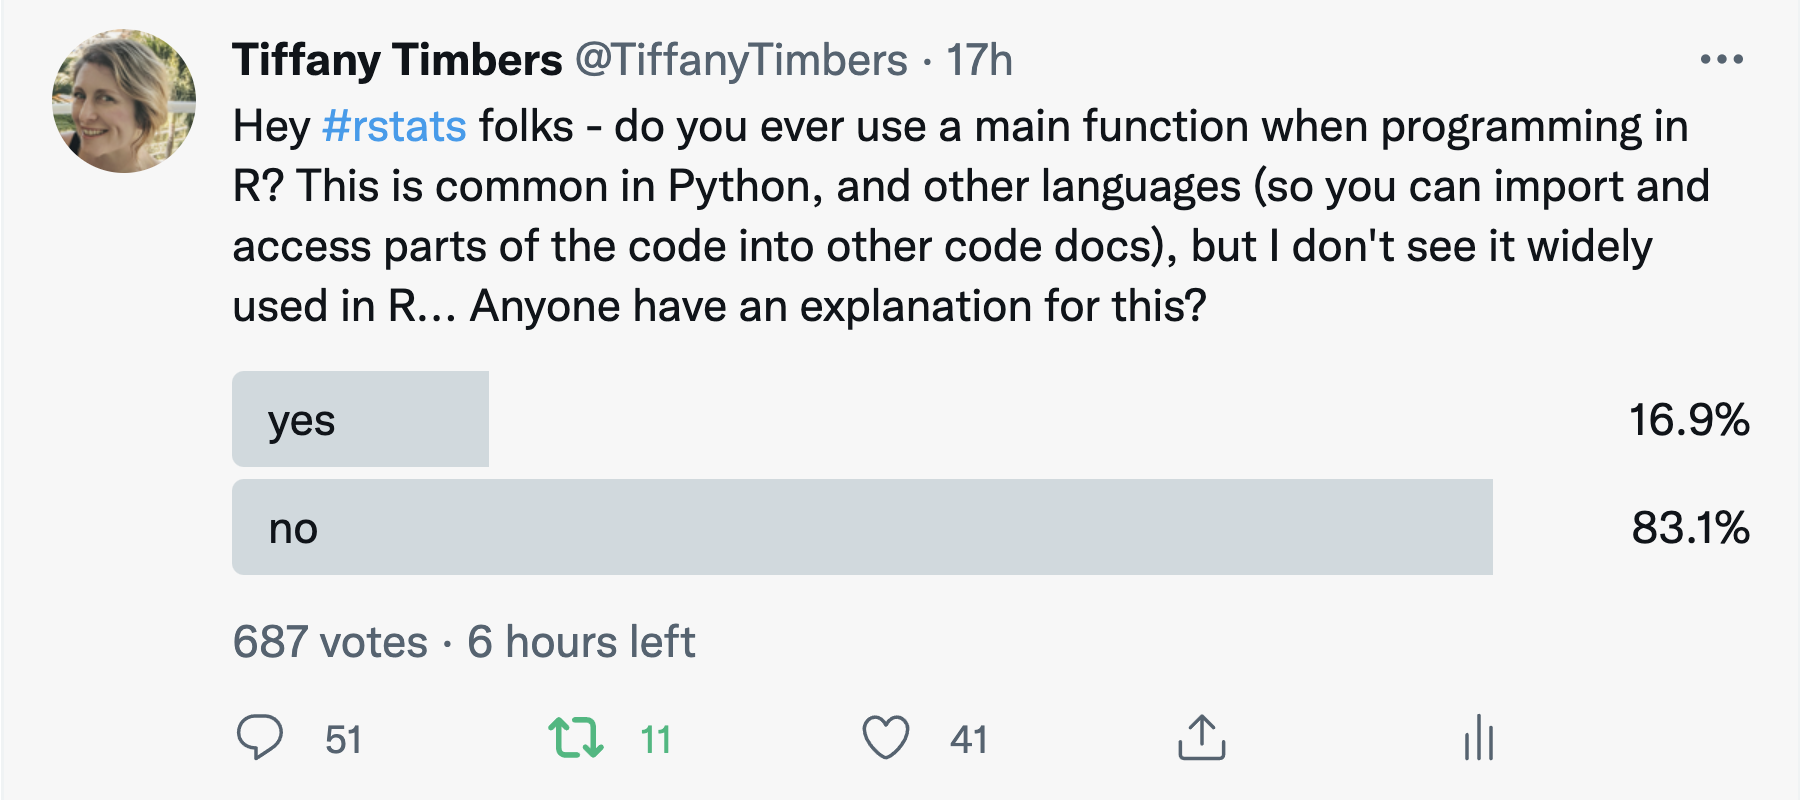 Tiffany Timbers @TiffanyTimbers · 17h
Hey #rstats folks - do you ever use a main function when programming in
R? This is common in Python, and other languages (so you can import and
access parts of the code into other code docs), but I don't see it widely
used in R... Anyone have an explanation for this?
yes 16.9%
no 83.1%
687 votes · 6 hours left
51 11 41